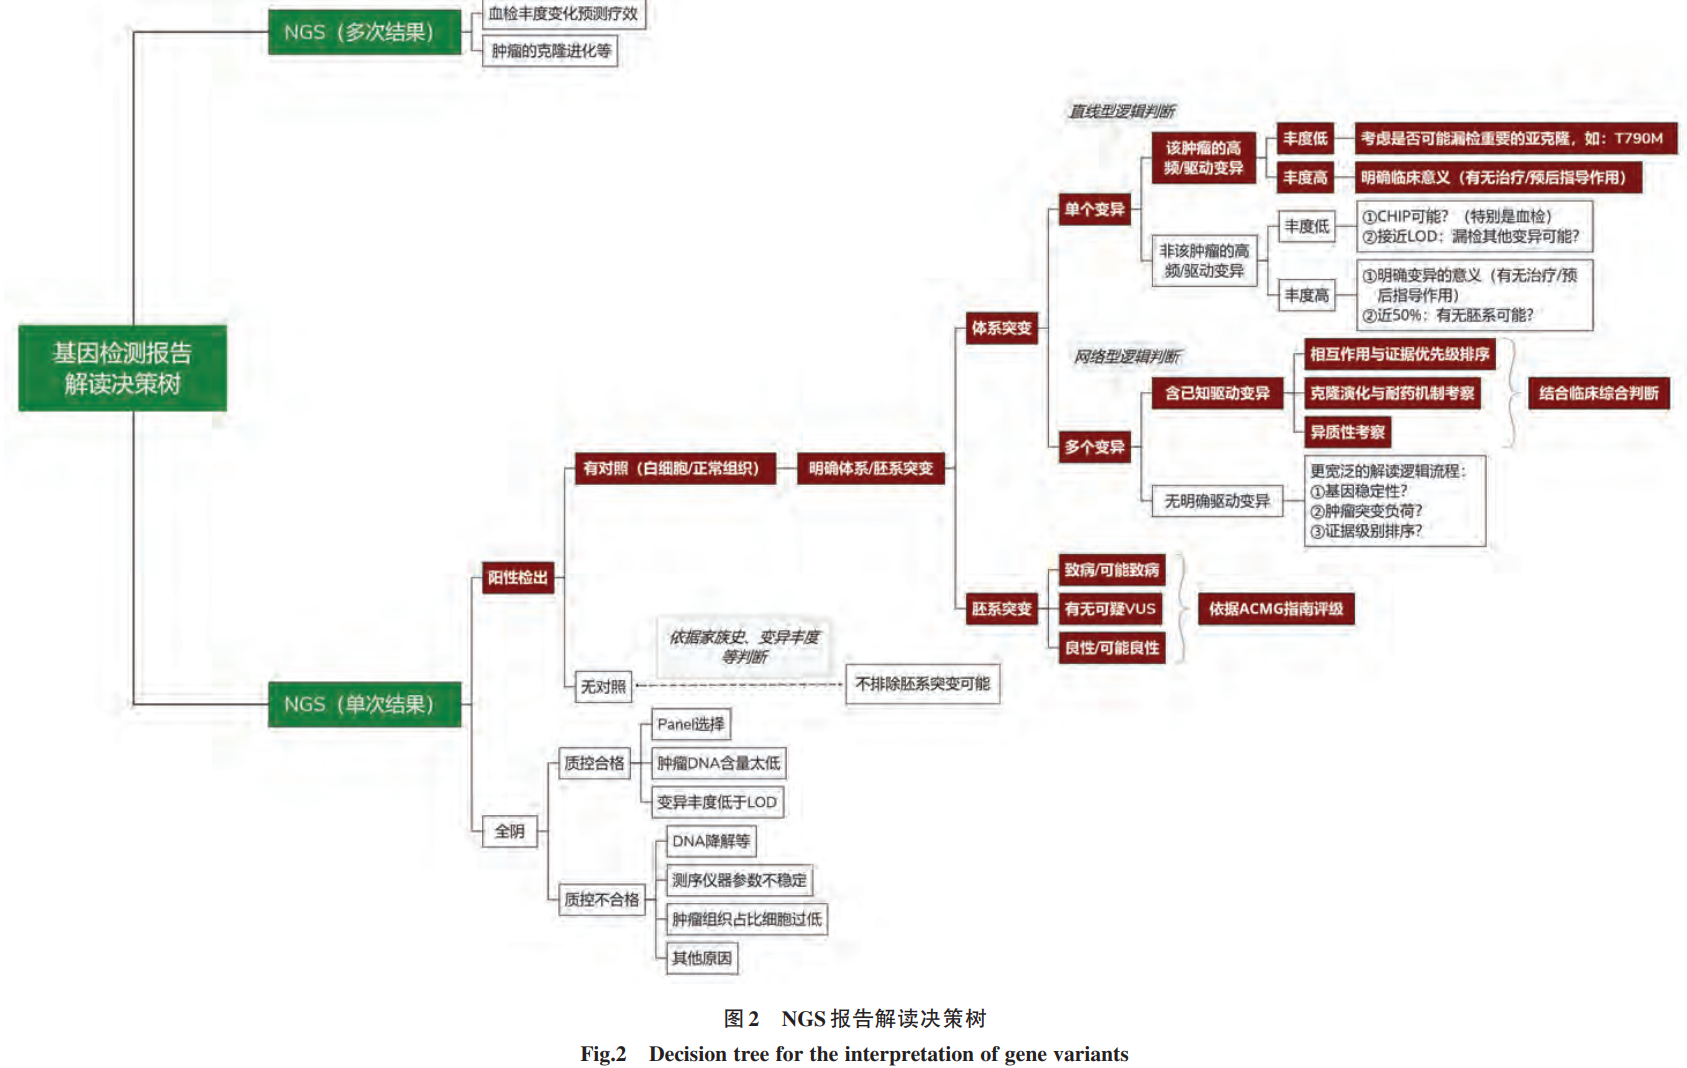 NGS（多次结果）
血检丰度变化预测疗效
肿瘤的克隆进化等
基因检测报告
解读决策树
NGS（单次结果）
阳性检出
有对照（白细胞/正常组织）
明确体系/胚系突变
体系突变
单个变异
直线型逻辑判断
该肿瘤的高
频/驱动变异
丰度低
考虑是否可能漏检重要的亚克隆，如：T790M
丰度高
明确临床意义（有无治疗/预后指导作用）
非该肿瘤的高
频/驱动变异
丰度低
①CHIP可能？（特别是血检）
②接近LOD：漏检其他变异可能？
丰度高
①明确变异的意义（有无治疗/预
后指导作用）
②近50%：有无胚系可能？
多个变异
网络型逻辑判断
含已知驱动变异
相互作用与证据优先级排序
克隆演化与耐药机制考察
异质性考察
结合临床综合判断
无明确驱动变异
更宽泛的解读逻辑流程：
①基因稳定性？
②肿瘤突变负荷？
③证据级别排序？
胚系突变
致病/可能致病
有无可疑VUS
良性/可能良性
依据ACMG指南评级
无对照
依据家族史、变异丰度
等判断
不排除胚系突变可能
全阴
质控合格
Panel选择
肿瘤DNA含量太低
变异丰度低于LOD
质控不合格
DNA降解等
测序仪器参数不稳定
肿瘤组织占比细胞过低
其他原因
图2 NGS报告解读决策树
Fig.2 Decision tree for the interpretation of gene variants